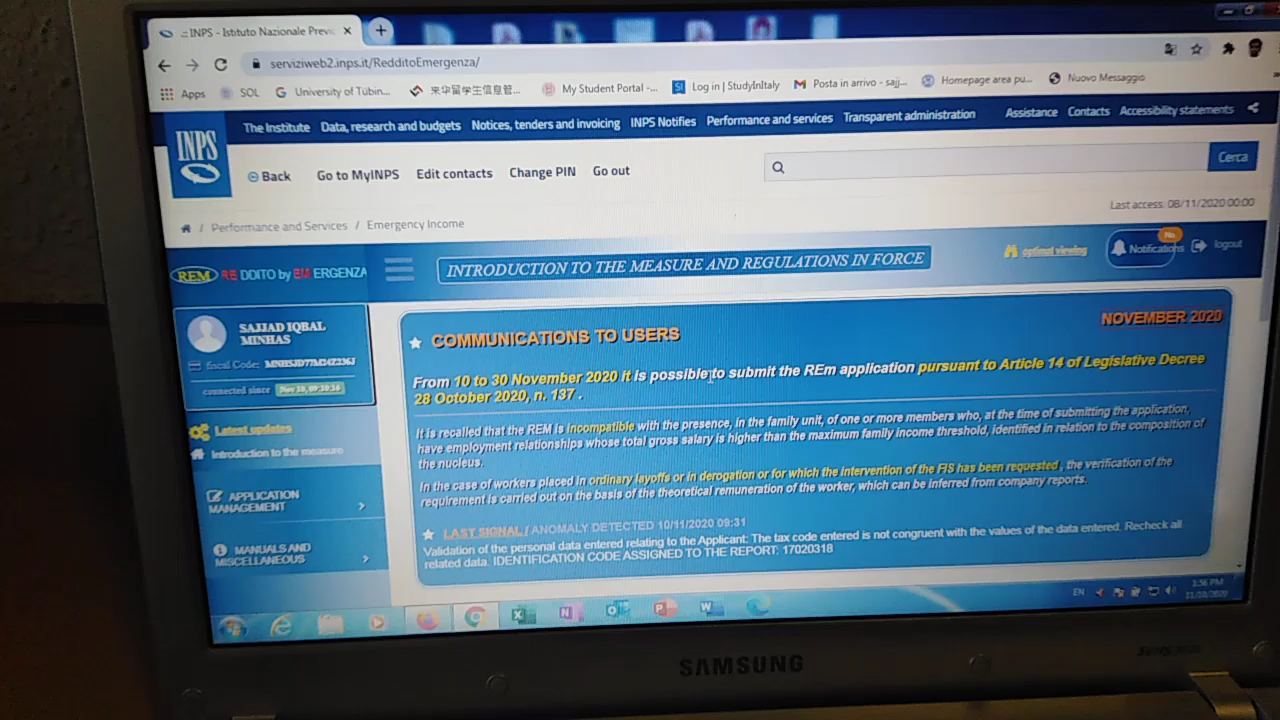 .:: INPS - Istituto Nazionale Previ
serviziweb2.inps.it/RedditoEmergenza/
Apps SOL University of Tübin... 来华留学生信息管... My Student Portal -... Log in | StudyInItaly Posta in arrivo - sajj... Homepage area pu... Nuovo Messaggio
INPS
The Institute Data, research and budgets Notices, tenders and invoicing INPS Notifies Performance and services Transparent administration Assistance Contacts Accessibility statements
Back Go to MyINPS Edit contacts Change PIN Go out Cerca
Last access: 08/11/2020 00:00
/ Performance and Services / Emergency Income
REM REDDITO by EMERGENZA
INTRODUCTION TO THE MEASURE AND REGULATIONS IN FORCE
optimal viewing
No
Notifications
logout
SAJJAD IQBAL
MINHAS
fiscal Code:
connected since Nov 10, 09:30:16
Latest updates
Introduction to the measure
APPLICATION
MANAGEMENT
MANUALS AND
MISCELLANEOUS
COMMUNICATIONS TO USERS
NOVEMBER 2020
From 10 to 30 November 2020 it is possible to submit the REm application pursuant to Article 14 of Legislative Decree
28 October 2020, n. 137 .
It is recalled that the REM is incompatible with the presence, in the family unit, of one or more members who, at the time of submitting the application,
have employment relationships whose total gross salary is higher than the maximum family income threshold, identified in relation to the composition of
the nucleus.
In the case of workers placed in ordinary layoffs or in derogation or for which the intervention of the FIS has been requested , the verification of the
requirement is carried out on the basis of the theoretical remuneration of the worker, which can be inferred from company reports.
LAST SIGNAL / ANOMALY DETECTED 10/11/2020 09:31
Validation of the personal data entered relating to the Applicant: The tax code entered is not congruent with the values of the data entered. Recheck all
related data. IDENTIFICATION CODE ASSIGNED TO THE REPORT: 17020318
EN
1:56 PM
11/10/2020
SAMSUNG